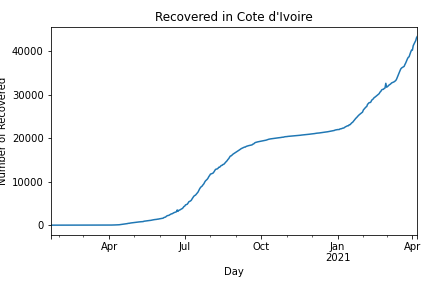 Recovered in Cote d'Ivoire
Number of Recovered
40000
30000
20000
10000
0
Apr
Jul
Oct
Jan
2021
Apr
Day